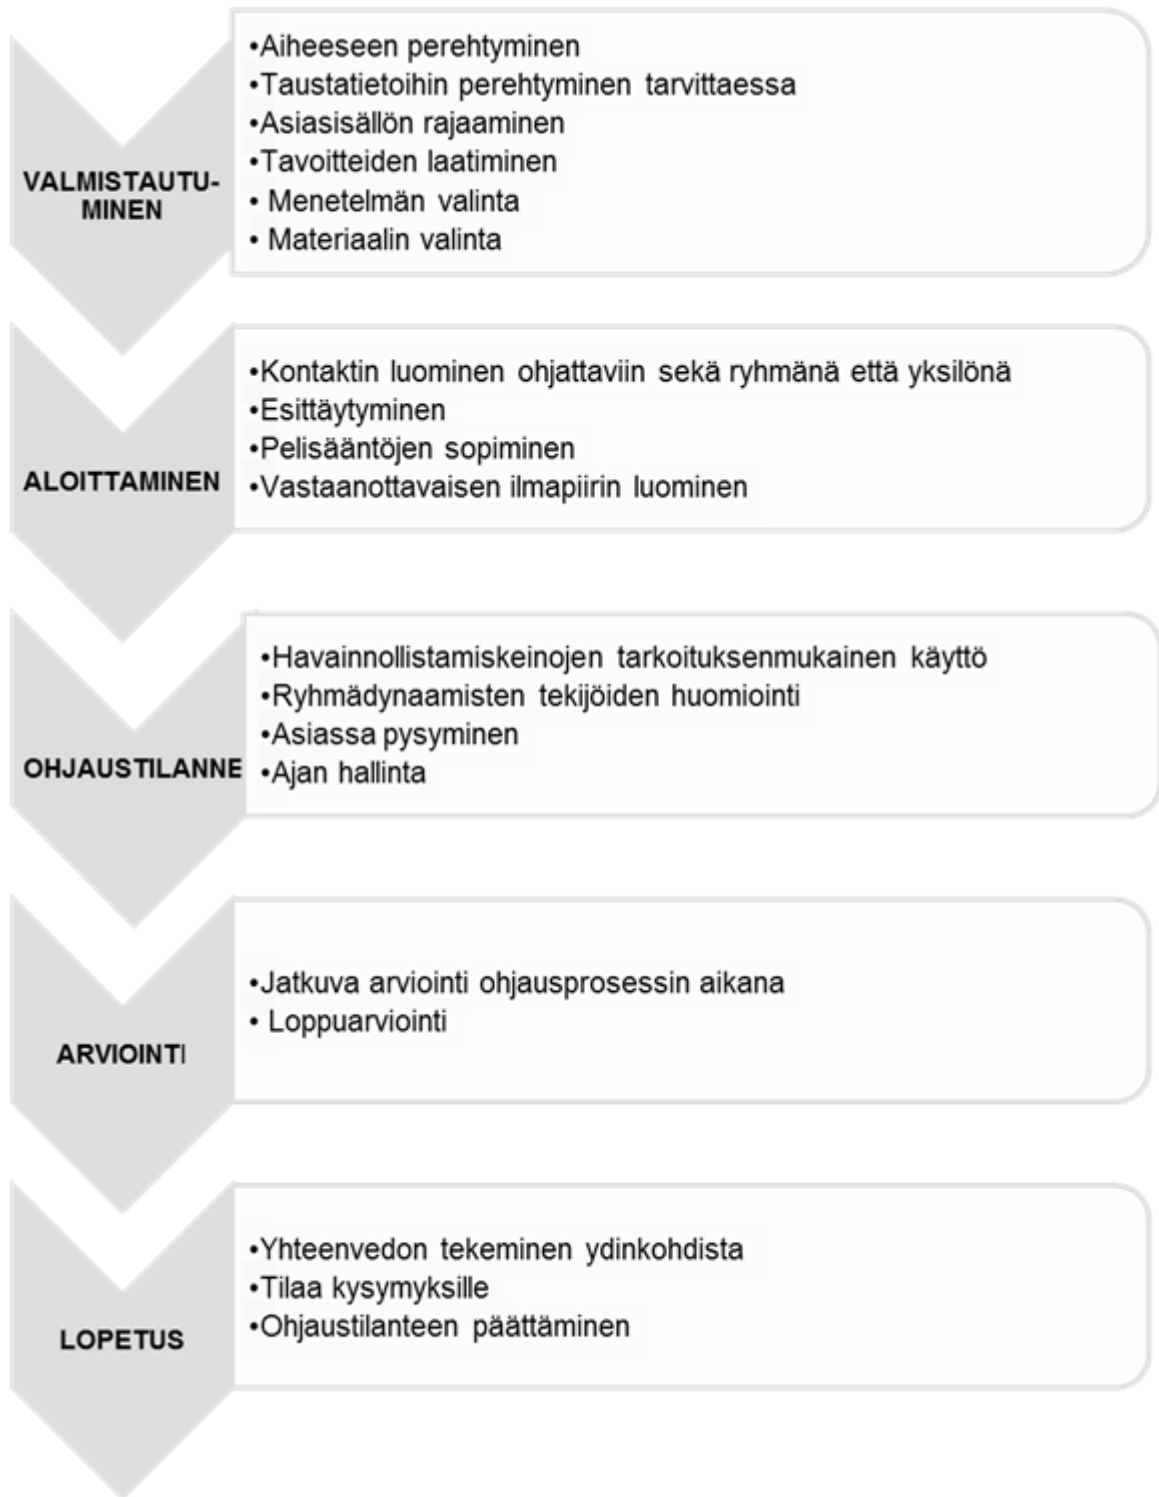 •Aiheeseen perehtyminen
•Taustatietoihin perehtyminen tarvittaessa
•Asiasisällön rajaaminen
•Tavoitteiden laatiminen
• Menetelmän valinta
• Materiaalin valinta
VALMISTAUTU-
MINEN
•Kontaktin luominen ohjattaviin sekä ryhmänä että yksilönä
•Esittäytyminen
•Pelisääntöjen sopiminen
•Vastaanottavaisen ilmapiirin luominen
ALOITTAMINEN
•Havainnollistamiskeinojen tarkoituksenmukainen käyttö
•Ryhmädynaamisten tekijöiden huomiointi
•Asiassa pysyminen
•Ajan hallinta
OHJAUSTILANNE
•Jatkuva arviointi ohjausprosessin aikana
• Loppuarviointi
ARVIOINTI
•Yhteenvedon tekeminen ydinkohdista
•Tilaa kysymyksille
•Ohjaustilanteen päättäminen
LOPETUS